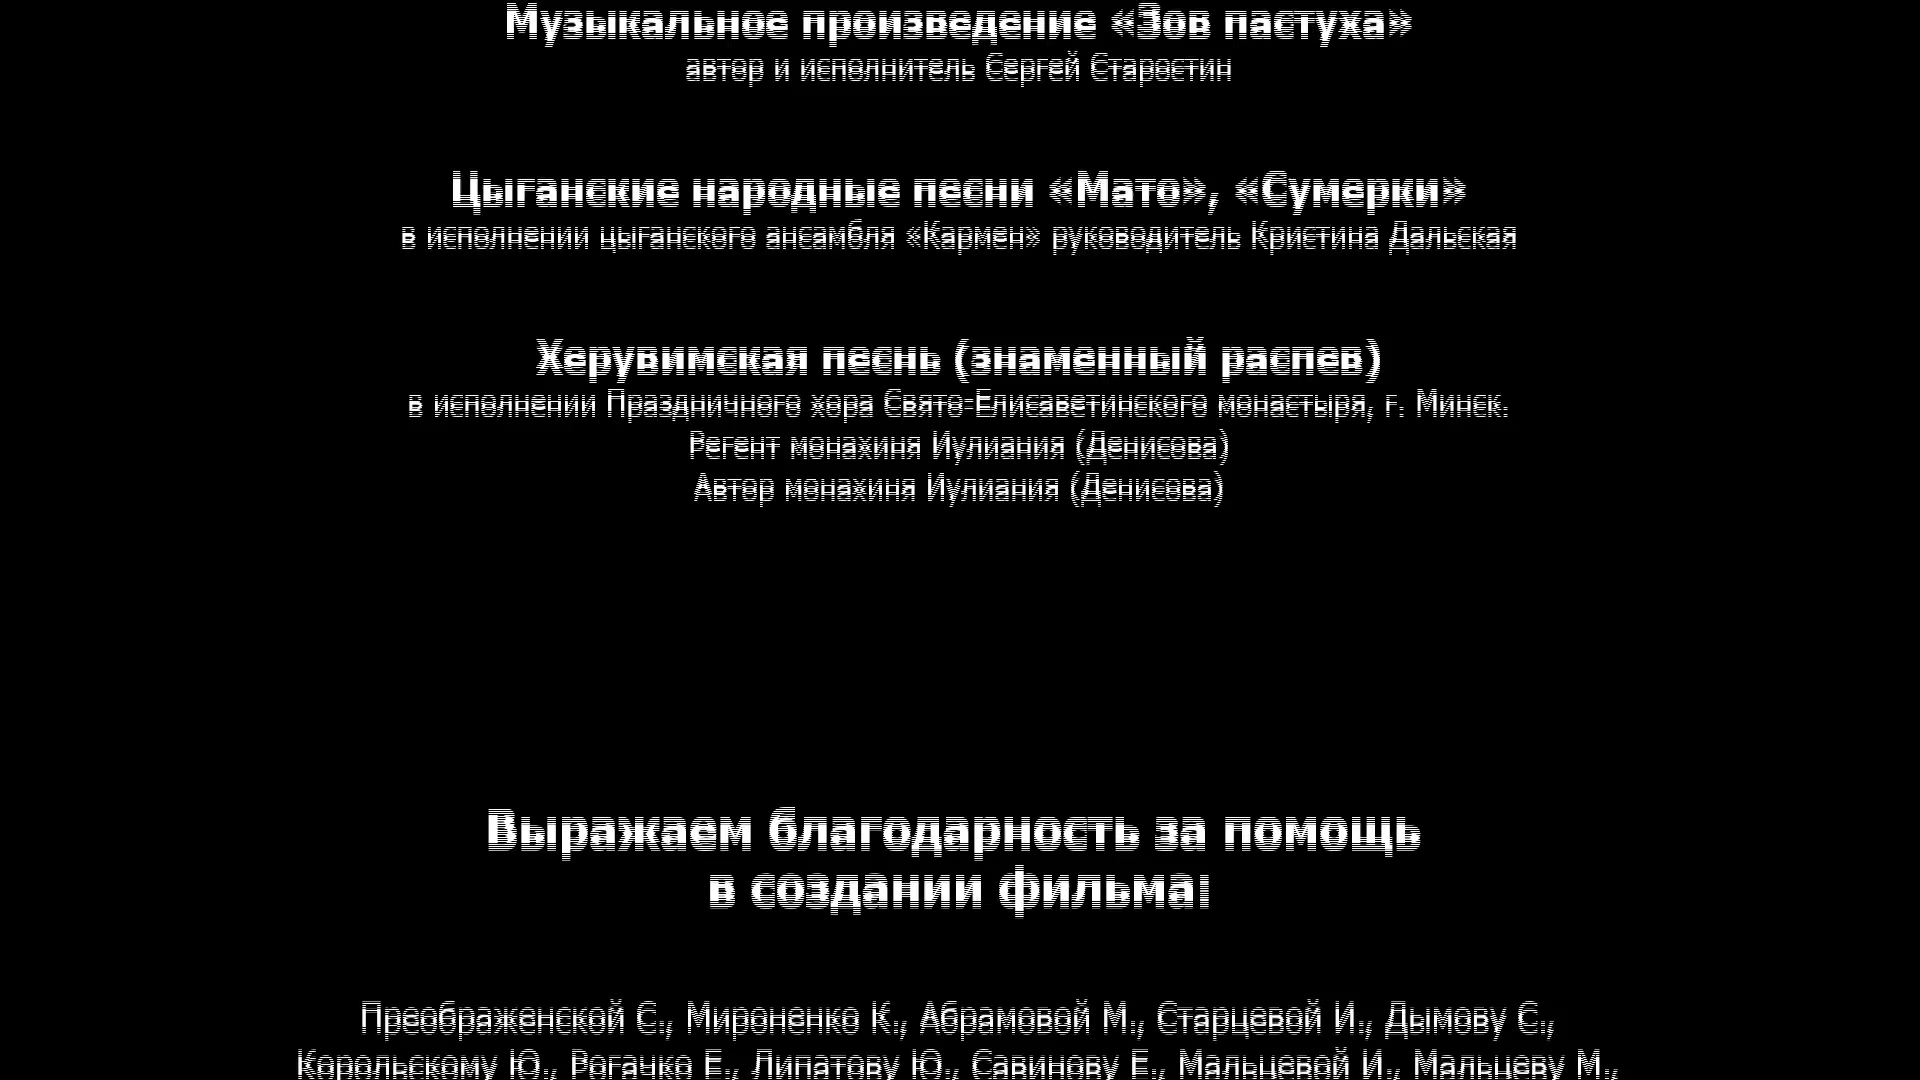 Музыкальное произведение «Зов пастуха»
автор и исполнитель Сергей Старостин
Цыганские народные песни «Мато», «Сумерки»
в исполнении цыганского ансамбля «Кармен» руководитель Кристина Дальская
Херувимская песнь (знаменный распев)
в исполнении Праздничного хора Свято-Елисаветинского монастыря, г. Минск.
Регент монахиня Иулиания (Денисова)
Автор монахиня Иулиания (Денисова)
Выражаем благодарность за помощь
в создании фильма:
Преображенской С., Мироненко К., Абрамовой М., Старцевой И., Дымову С.,
Корольскому Ю., Рогачко Е., Липатову Ю., Савинову Е., Мальцевой И., Мальцеву М.,